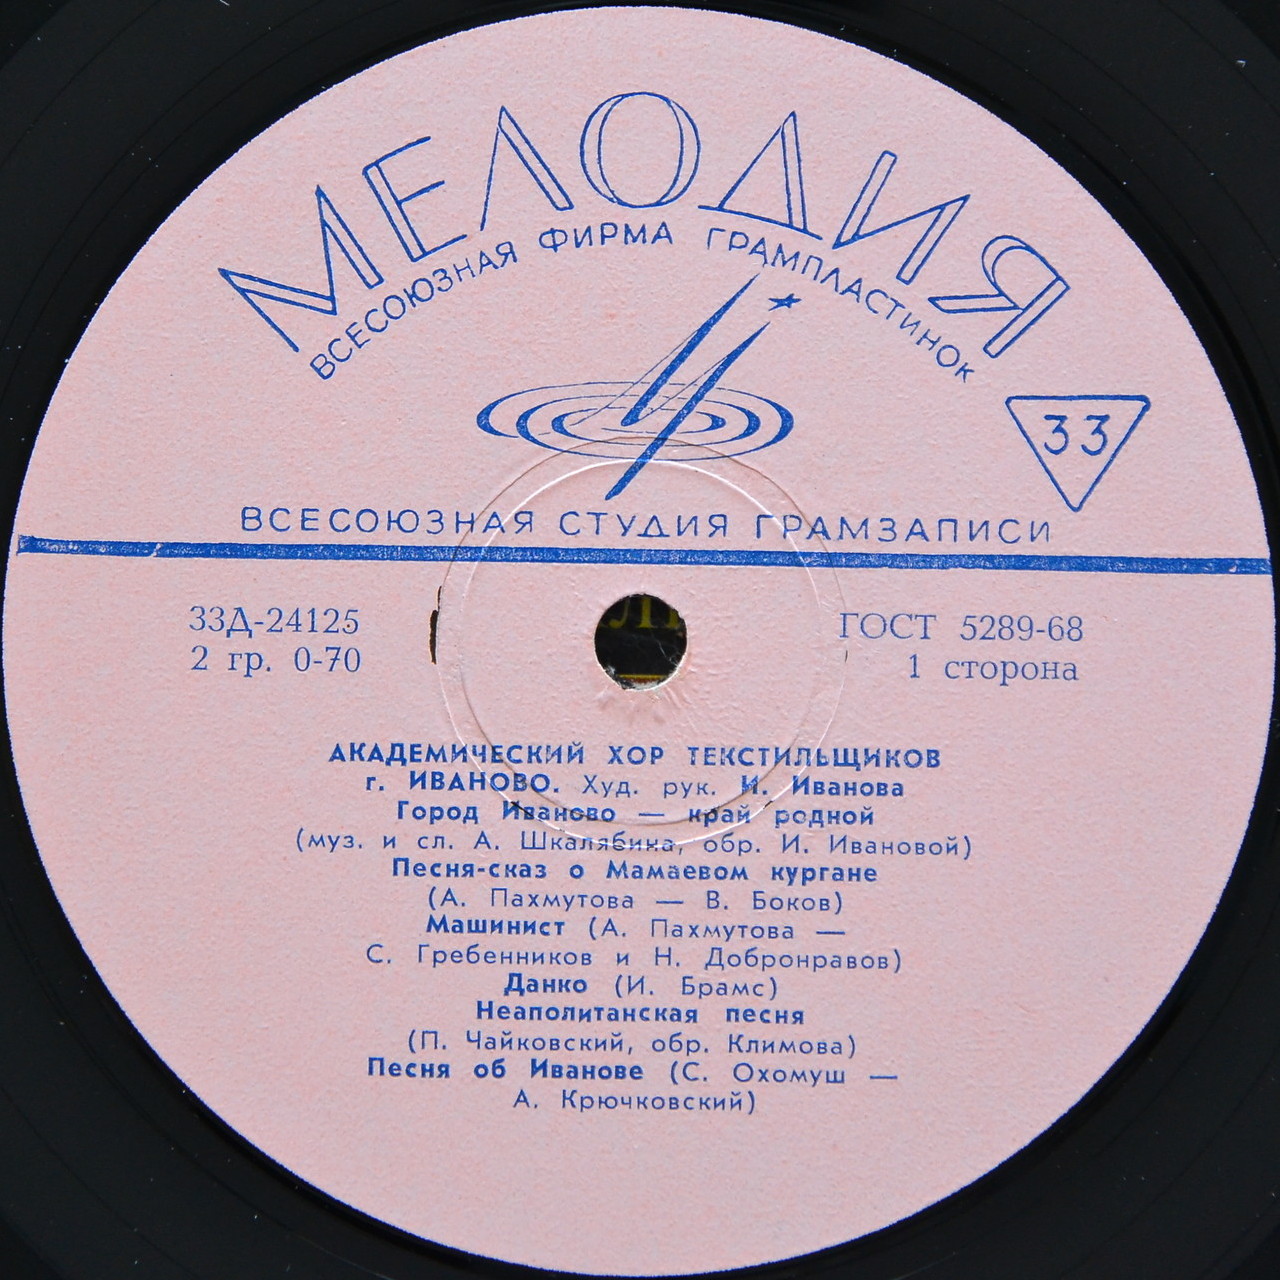 МЕЛОДИЯ
ВСЕСОЮЗНАЯ ФИРМА ГРАМПЛАСТИНОК
33
ВСЕСОЮЗНАЯ СТУДИЯ ГРАМЗАПИСИ
33Д-24125
2 гр. 0-70
ГОСТ 5289-68
1 сторона
АКАДЕМИЧЕСКИЙ ХОР ТЕКСТИЛЬЩИКОВ
г. ИВАНОВО. Худ. рук. И. Иванова
Город Иваново — край родной
(муз. и сл. А. Шкалябина, обр. И. Ивановой)
Песня-сказ о Мамаевом кургане
(А. Пахмутова — В. Боков)
Машинист (А. Пахмутова —
С. Гребенников и Н. Добронравов)
Данко (И. Брамс)
Неаполитанская песня
(П. Чайковский, обр. Климова)
Песня об Иванове (С. Охомуш —
А. Крючковский)